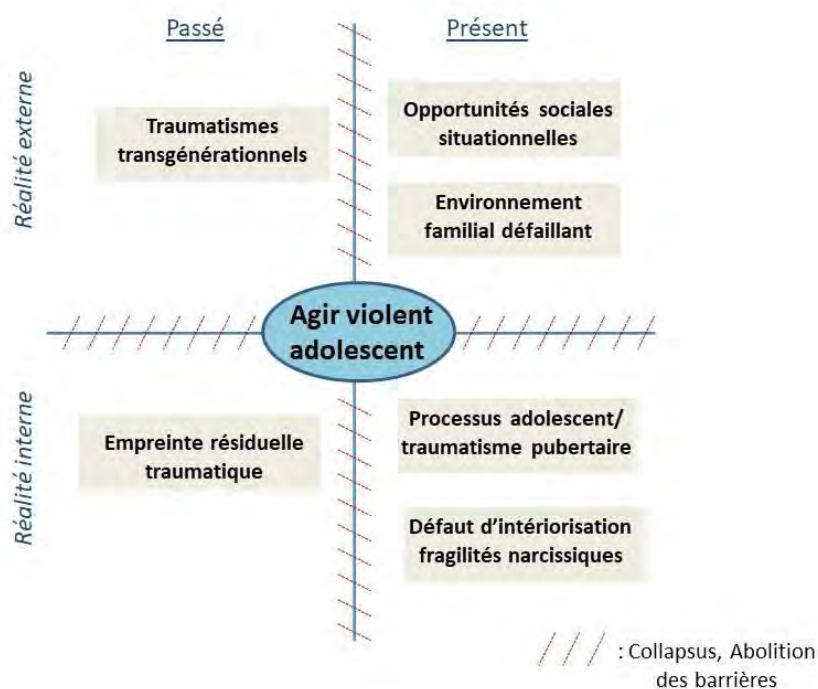 Passé
Présent
Réalité externe
Traumatismes
transgénérationnels
Opportunités sociales
situationnelles
Environnement
familial défaillant
Agir violent
adolescent
Réalité interne
Empreinte résiduelle
traumatique
Processus adolescent/
traumatisme pubertaire
Défaut d'intériorisation
fragilités narcissiques
: Collapsus, Abolition
des barrières